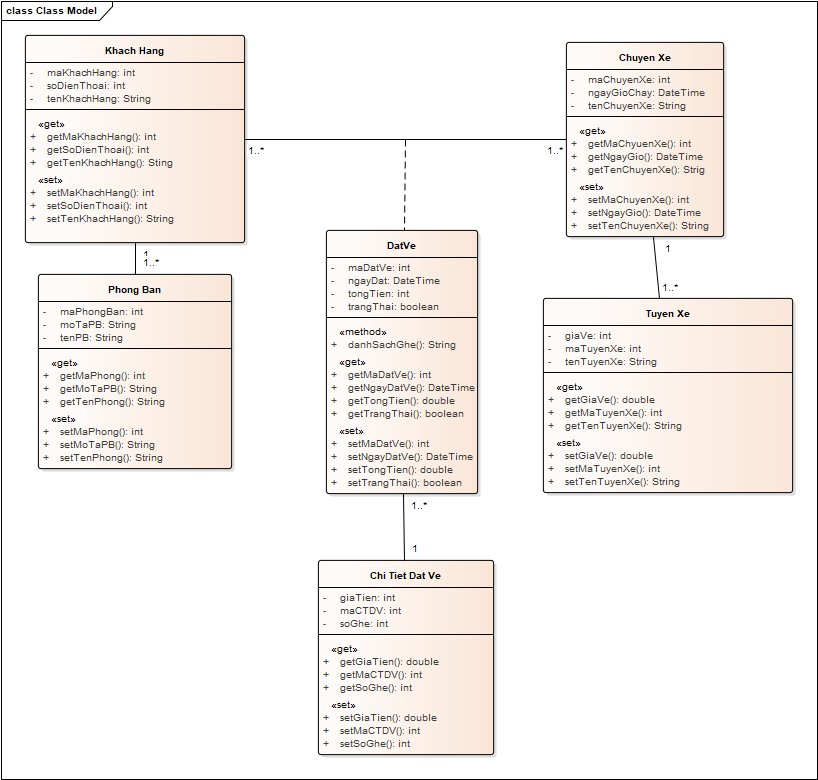 class Class Model
Khach Hang
- maKhachHang: int
- soDienThoai: int
- tenKhachHang: String
«get»
+ getMaKhachHang(): int
+ getSoDienThoai(): int
+ getTenKhachHang(): Sting
«set»
+ setMaKhachHang(): int
+ setSoDienThoai(): int
+ setTenKhachHang(): String
1..*
1..*
Chuyen Xe
- maChuyenXe: int
- ngayGioChay: DateTime
- tenChuyenXe: String
«get»
+ getMaChyuenXe(): int
+ getNgayGio(): DateTime
+ getTenChuyenXe(): Strig
«set»
+ setMaChuyenXe(): int
+ setNgayGio(): DateTime
+ setTenChuyenXe(): String
1
1..*
Phong Ban
- maPhongBan: int
- moTaPB: String
- tenPB: String
«get»
+ getMaPhong(): int
+ getMoTaPB(): String
+ getTenPhong(): String
«set»
+ setMaPhong(): int
+ setMoTaPB(): String
+ setTenPhong(): String
DatVe
- maDatVe: int
- ngayDat: DateTime
- tongTien: int
- trangThai: boolean
«method»
+ danhSachGhe(): String
«get»
+ getMaDatVe(): int
+ getNgayDatVe(): DateTime
+ getTongTien(): double
+ getTrangThai(): boolean
«set»
+ setMaDatVe(): int
+ setNgayDatVe(): DateTime
+ setTongTien(): double
+ setTrangThai(): boolean
1
1..*
Tuyen Xe
- giaVe: int
- maTuyenXe: int
- tenTuyenXe: String
«get»
+ getGiaVe(): double
+ getMaTuyenXe(): int
+ getTenTuyenXe(): String
«set»
+ setGiaVe(): double
+ setMaTuyenXe(): int
+ setTenTuyenXe(): String
1..*
1
Chi Tiet Dat Ve
- giaTien: int
- maCTDV: int
- soGhe: int
«get»
+ getGiaTien(): double
+ getMaCTDV(): int
+ getSoGhe(): int
«set»
+ setGiaTien(): double
+ setMaCTDV(): int
+ setSoGhe(): int